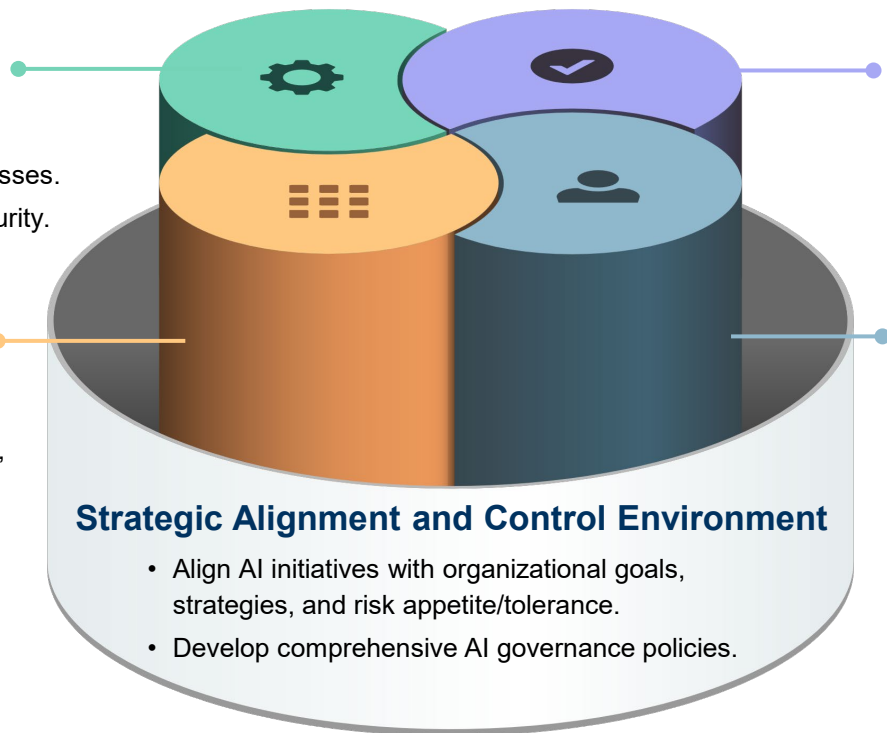 sses.
urity.
,
Strategic Alignment and Control Environment
• Align AI initiatives with organizational goals,
strategies, and risk appetite/tolerance.
• Develop comprehensive AI governance policies.